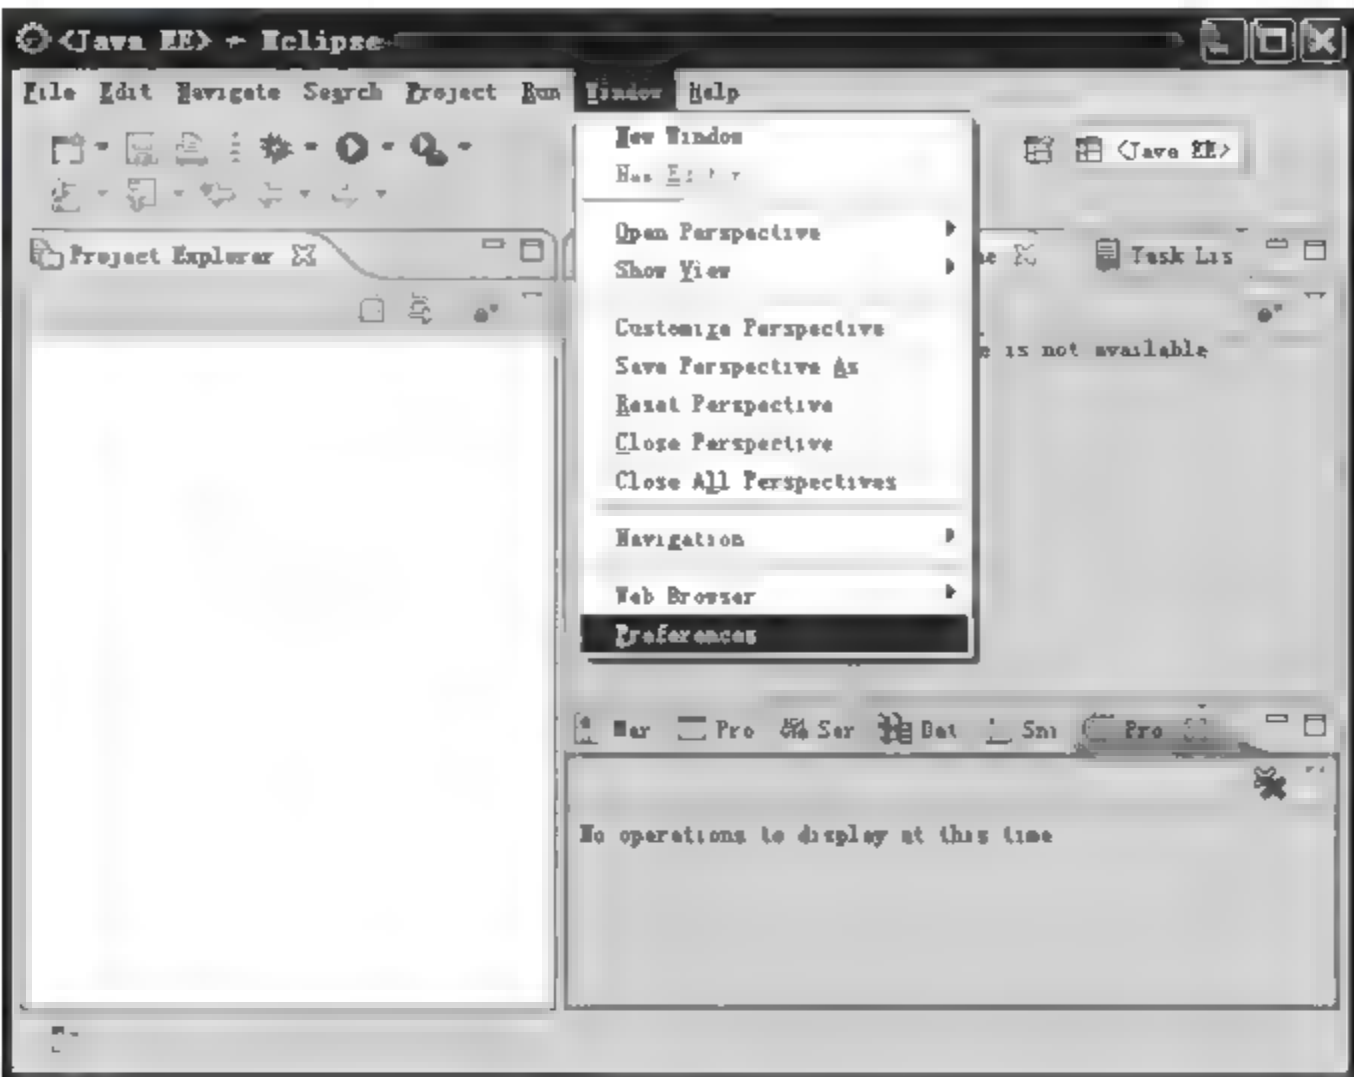 <Java EE> - Eclipse
File Edit Navigate Search Project Run Window Help
<Java EE>
New Window
Open Perspective
Show View
Customize Perspective
Save Perspective As
Reset Perspective
Close Perspective
Close All Perspectives
Navigation
Web Browser
Preferences
Project Explorer
Task Lis
e is not available
Mar Pro Ser Dat Sni Pro
No operations to display at this time